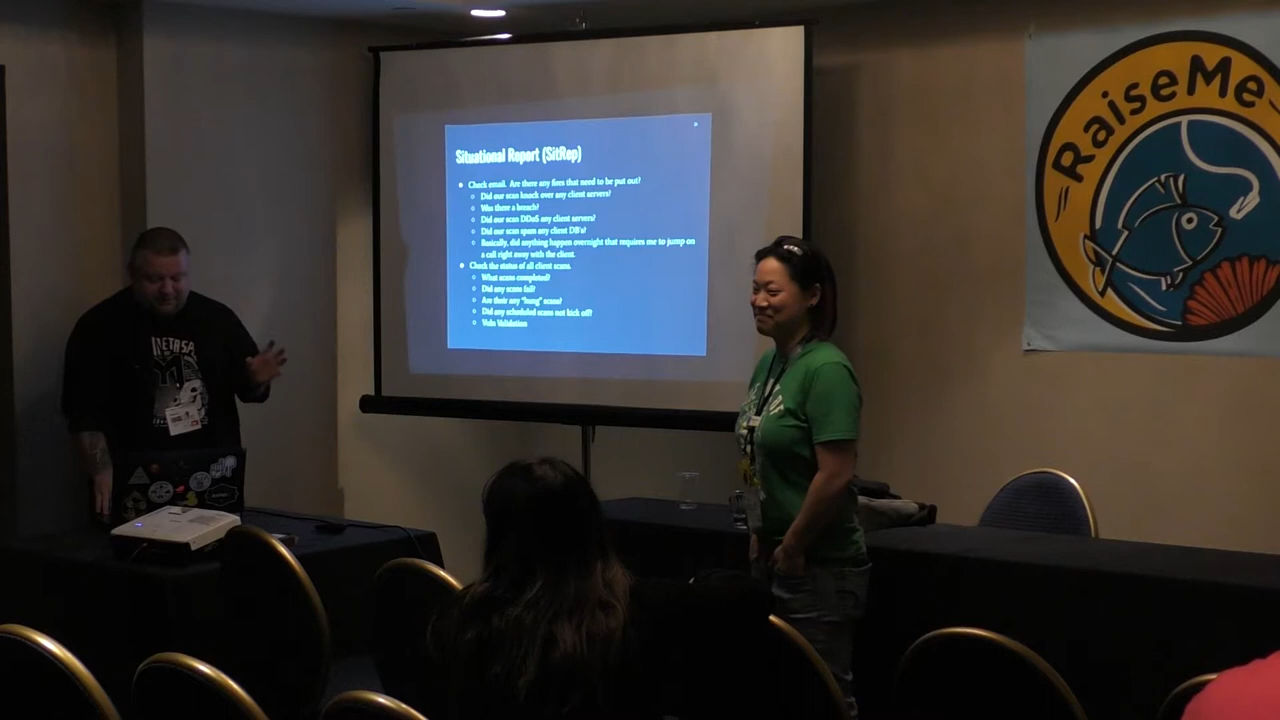 Situational Report (SitRep)
Check email. Are there any fires that need to be put out?
Did our scan knock over any client servers?
Was there a breach?
Did our scan DDoS any client servers?
Did our scan spam any client DB's?
Basically, did anything happen overnight that requires me to jump on
a call right away with the client.
Check the status of all client scans.
What scans completed?
Did any scans fail?
Are their any "hung" scans?
Did any scheduled scans not kick off?
Vuln Validation
RaiseMe
METASP
M